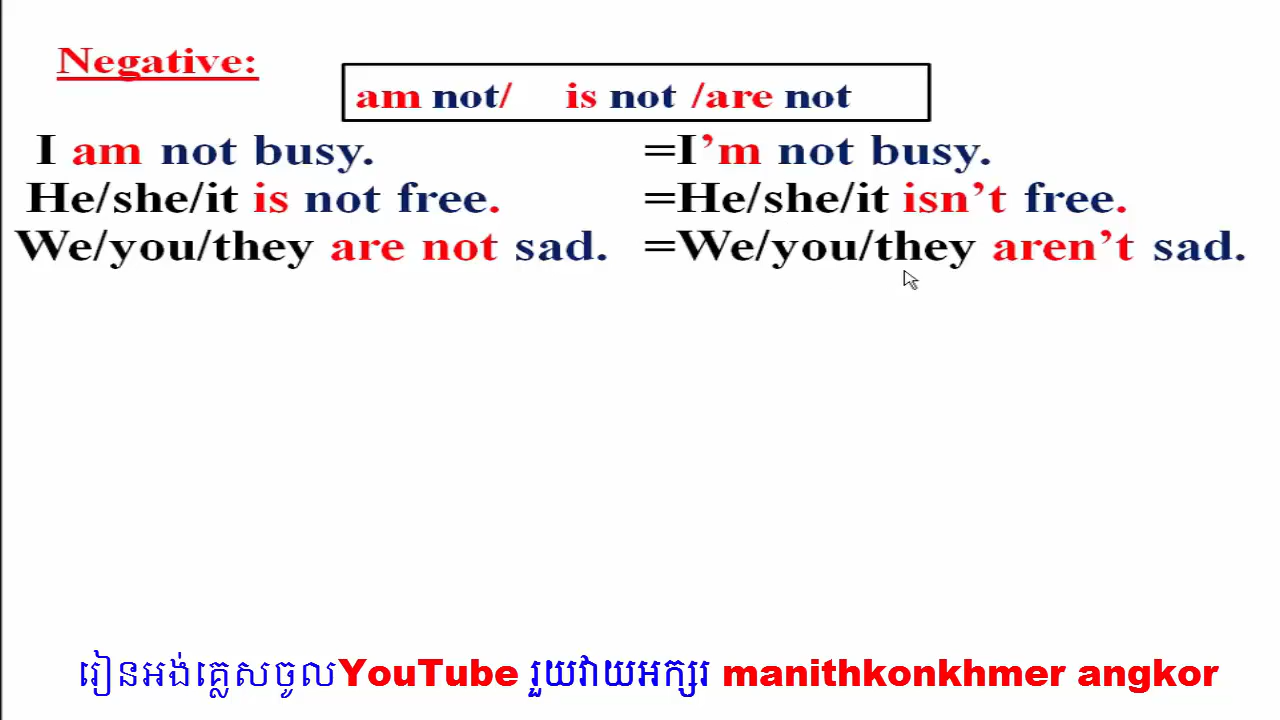 Negative:
am not/ is not /are not
I am not busy. =I’m not busy.
He/she/it is not free. =He/she/it isn’t free.
We/you/they are not sad. =We/you/they aren’t sad.
រៀនអង់គ្លេសចូលYouTube រួយវាយអក្សរ manithkonkhmer angkor